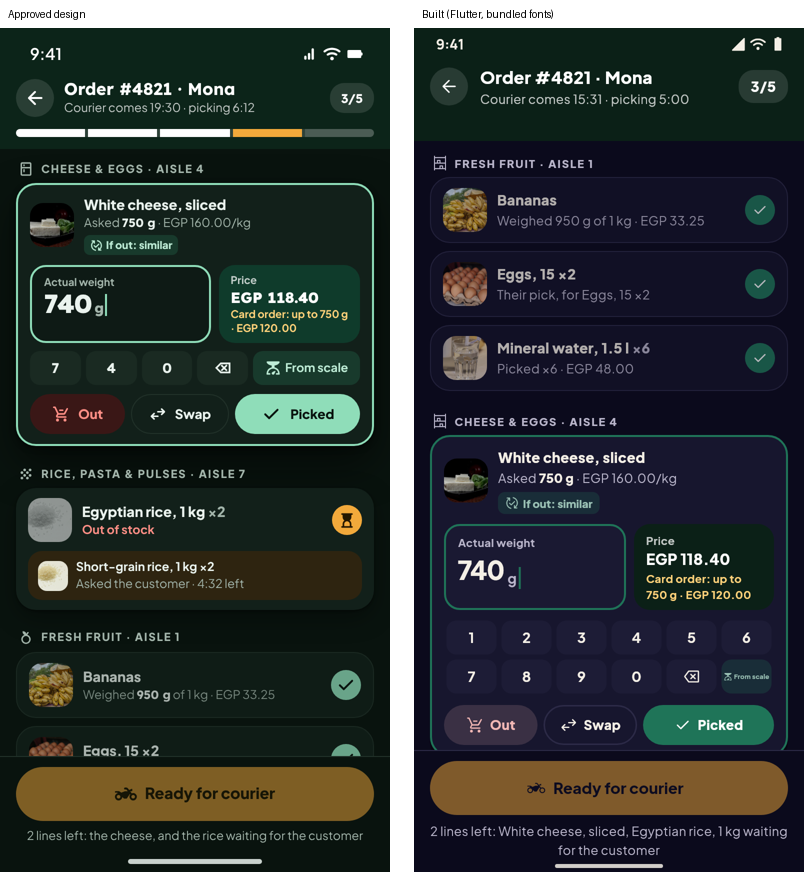 Approved design
9:41
Order #4821 · Mona
Courier comes 19:30 · picking 6:12
3/5
CHEESE & EGGS · AISLE 4
White cheese, sliced
Asked 750 g · EGP 160.00/kg
If out: similar
Actual weight
740 g
Price
EGP 118.40
Card order: up to 750 g
· EGP 120.00
7 4 0 From scale
Out Swap Picked
RICE, PASTA & PULSES · AISLE 7
Egyptian rice, 1 kg ×2
Out of stock
Short-grain rice, 1 kg ×2
Asked the customer · 4:32 left
FRESH FRUIT · AISLE 1
Bananas
Weighed 950 g of 1 kg · EGP 33.25
Eggs, 15 ×2
Ready for courier
2 lines left: the cheese, and the rice waiting for the customer
Built (Flutter, bundled fonts)
9:41
Order #4821 · Mona
Courier comes 15:31 · picking 5:00
3/5
FRESH FRUIT · AISLE 1
Bananas
Weighed 950 g of 1 kg · EGP 33.25
Eggs, 15 ×2
Their pick, for Eggs, 15 ×2
Mineral water, 1.5 l ×6
Picked ×6 · EGP 48.00
CHEESE & EGGS · AISLE 4
White cheese, sliced
Asked 750 g · EGP 160.00/kg
If out: similar
Actual weight
740 g
Price
EGP 118.40
Card order: up to
750 g · EGP 120.00
1 2 3 4 5 6
7 8 9 0 From scale
Out Swap Picked
Ready for courier
2 lines left: White cheese, sliced, Egyptian rice, 1 kg waiting
for the customer